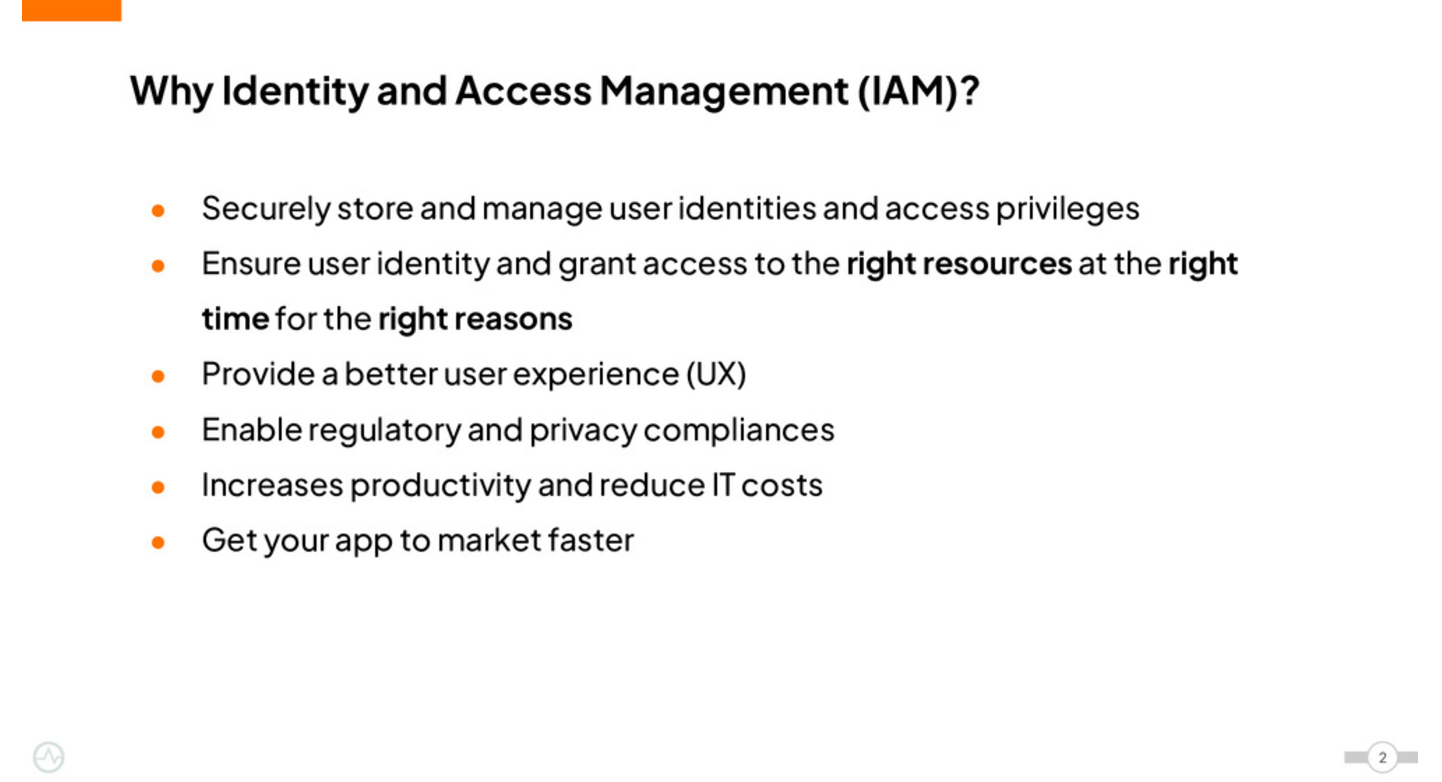 Why Identity and Access Management (IAM)?
Securely store and manage user identities and access privileges
Ensure user identity and grant access to the right resources at the right
time for the right reasons
Provide a better user experience (UX)
Enable regulatory and privacy compliances
Increases productivity and reduce IT costs
Get your app to market faster
2